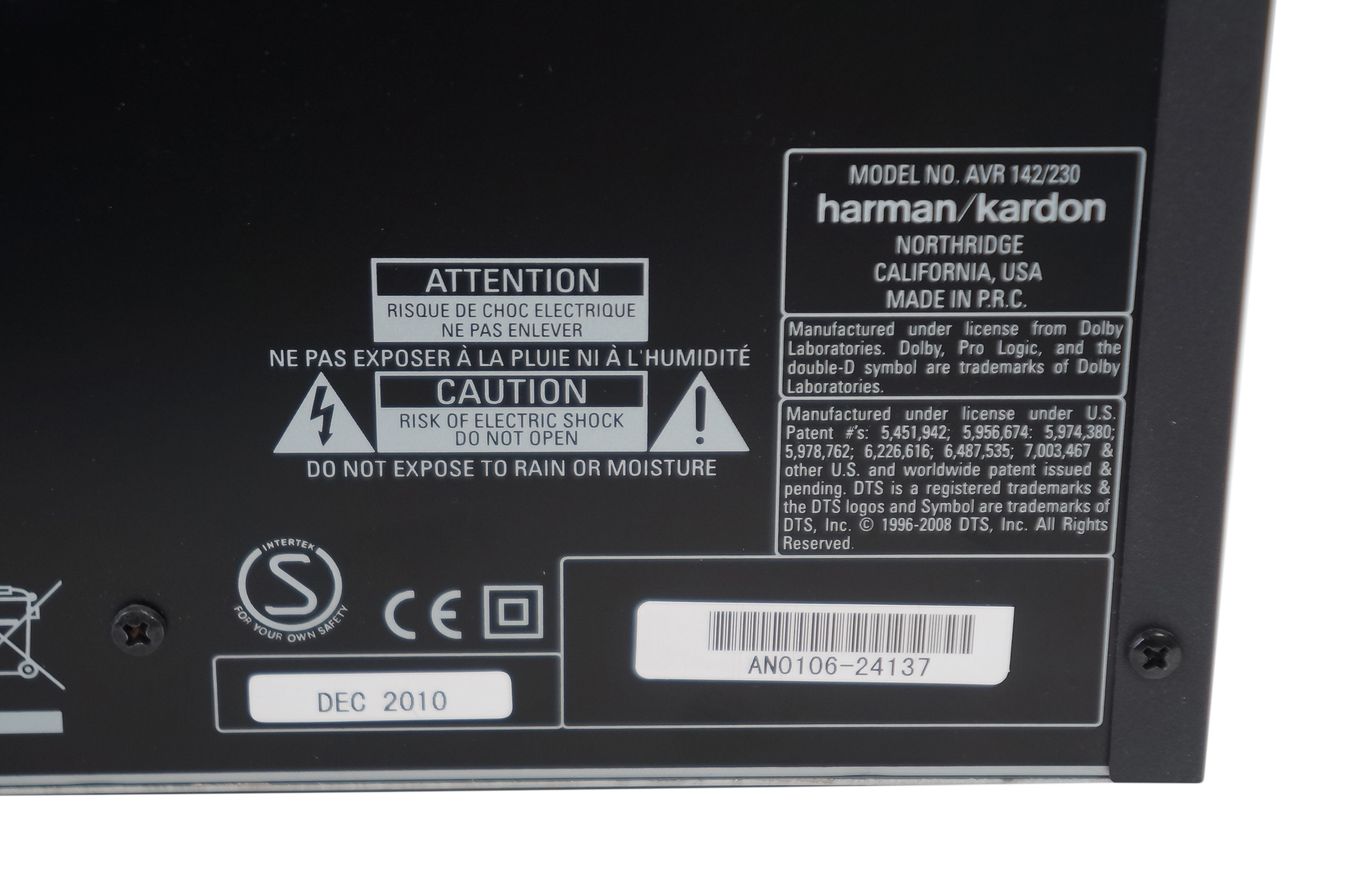 MODEL NO. AVR 142/230
harman/kardon
NORTHRIDGE
CALIFORNIA, USA
MADE IN P.R.C.
Manufactured under license from Dolby
Laboratories. Dolby, Pro Logic, and the
double-D symbol are trademarks of Dolby
Laboratories.
Manufactured under license under U.S.
Patent #'s: 5,451,942; 5,956,674: 5,974,380;
5,978,762; 6,226,616; 6,487,535; 7,003,467 &
other U.S. and worldwide patent issued &
pending. DTS is a registered trademarks &
the DTS logos and Symbol are trademarks of
DTS, Inc. © 1996-2008 DTS, Inc. All Rights
Reserved.
ATTENTION
RISQUE DE CHOC ELECTRIQUE
NE PAS ENLEVER
NE PAS EXPOSER À LA PLUIE NI À L'HUMIDITÉ
CAUTION
RISK OF ELECTRIC SHOCK
DO NOT OPEN
DO NOT EXPOSE TO RAIN OR MOISTURE
INTERTEK
S
FOR YOUR OWN SAFETY
CE
DEC 2010
AN0106-24137